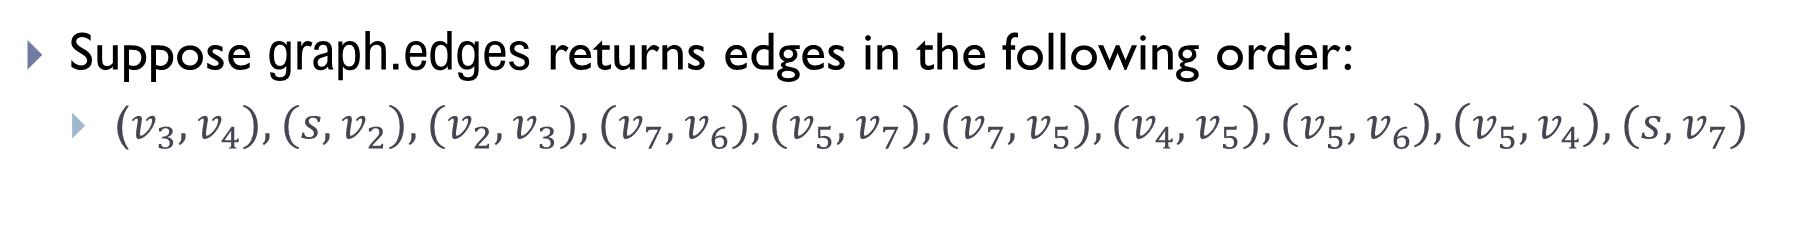 Suppose graph.edges returns edges in the following order:
(v₃, v₄), (s, v₂), (v₂, v₃), (v₇, v₆), (v₅, v₇), (v₇, v₅), (v₄, v₅), (v₅, v₆), (v₅, v₄), (s, v₇)